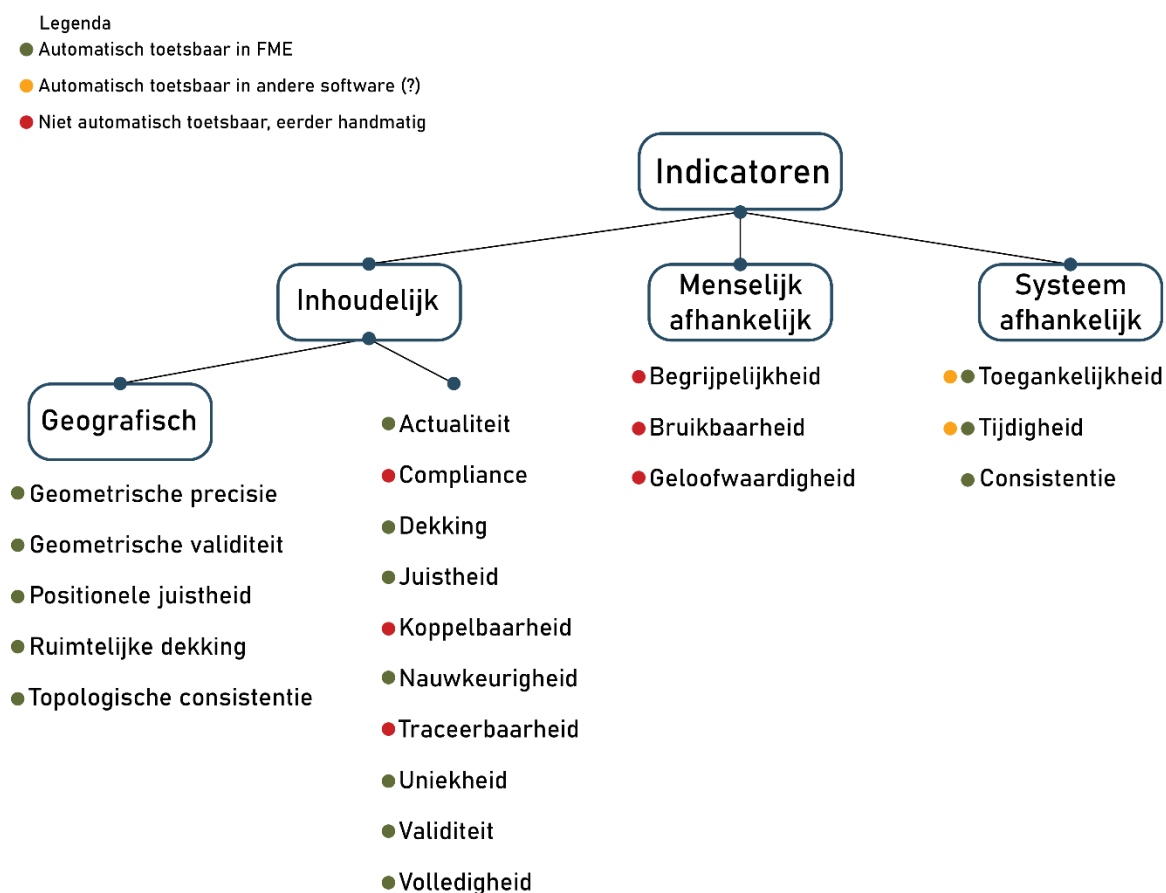 Legenda
Automatisch toetsbaar in FME
Automatisch toetsbaar in andere software (?)
Niet automatisch toetsbaar, eerder handmatig
Indicatoren
Inhoudelijk
Menselijk
afhankelijk
Systeem
afhankelijk
Geografisch
Geometrische precisie
Geometrische validiteit
Positionele juistheid
Ruimtelijke dekking
Topologische consistentie
Actualiteit
Compliance
Dekking
Juistheid
Koppelbaarheid
Nauwkeurigheid
Traceerbaarheid
Uniekheid
Validiteit
Volledigheid
Begrijpelijkheid
Bruikbaarheid
Geloofwaardigheid
Toegankelijkheid
Tijdigheid
Consistentie